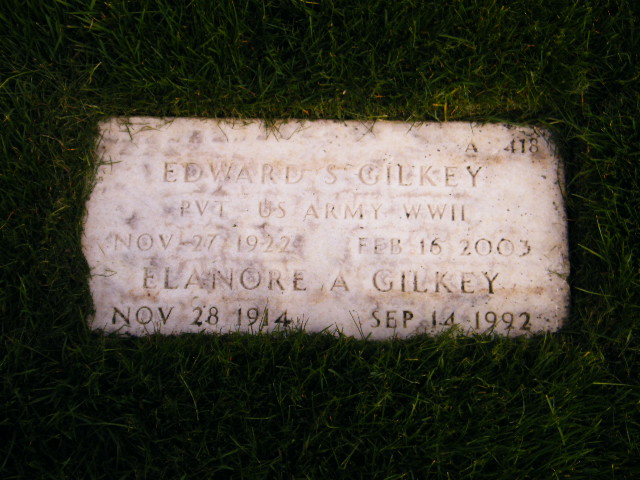 A 418
EDWARD S GILKEY
PVT US ARMY WWII
NOV 27 1922 FEB 16 2003
ELANORE A GILKEY
NOV 28 1914 SEP 14 1992